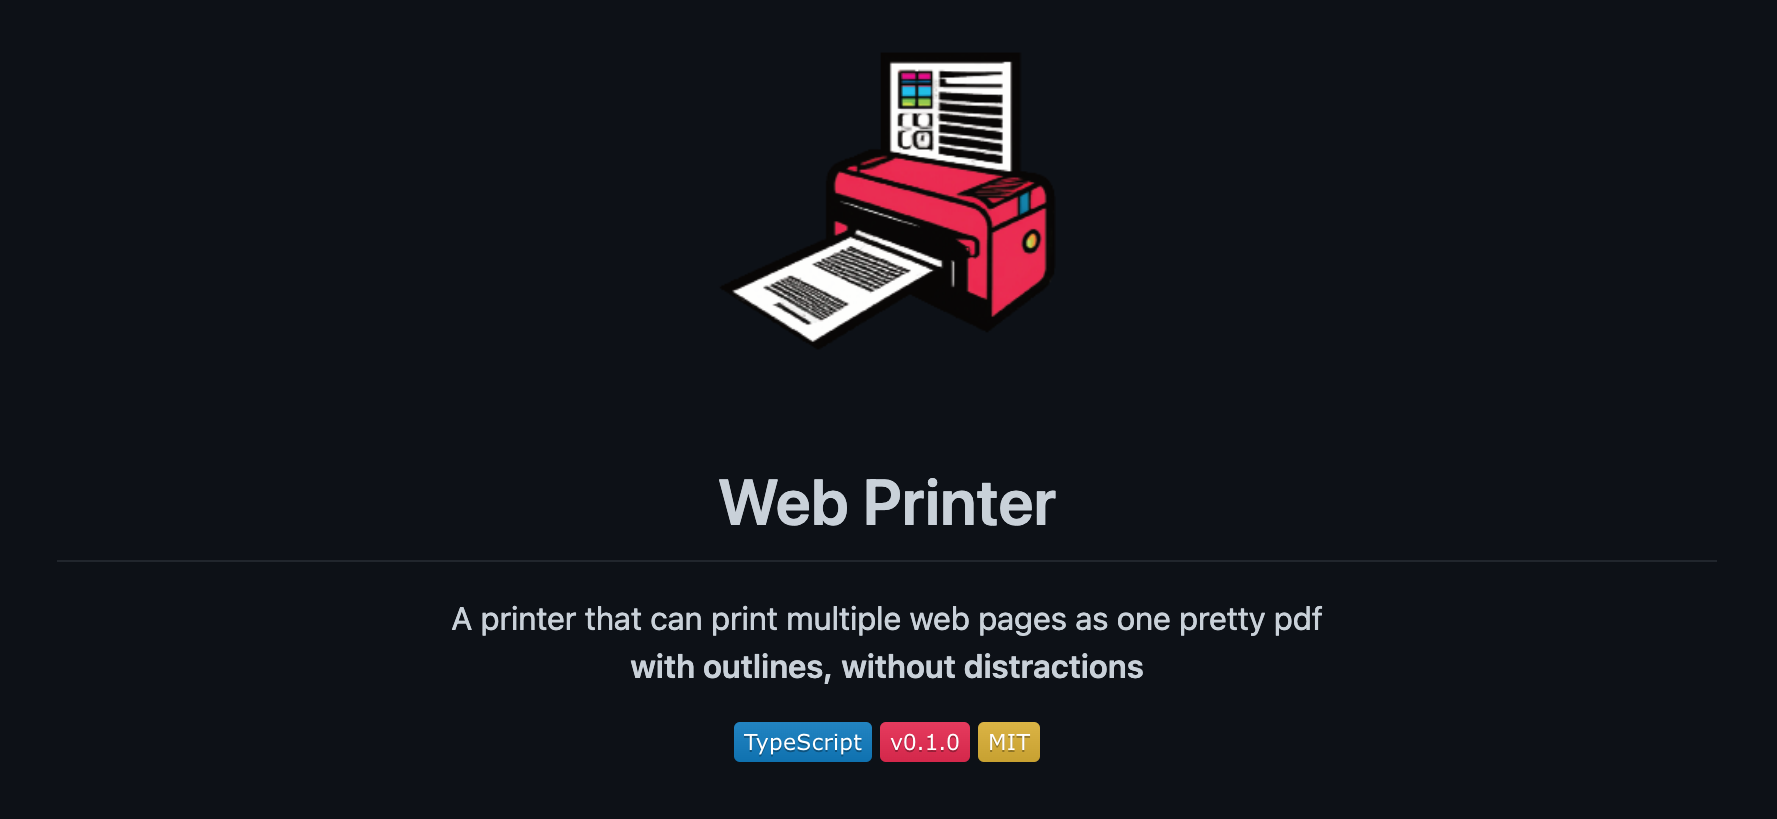 Web Printer
A printer that can print multiple web pages as one pretty pdf
with outlines, without distractions
TypeScript v0.1.0 MIT